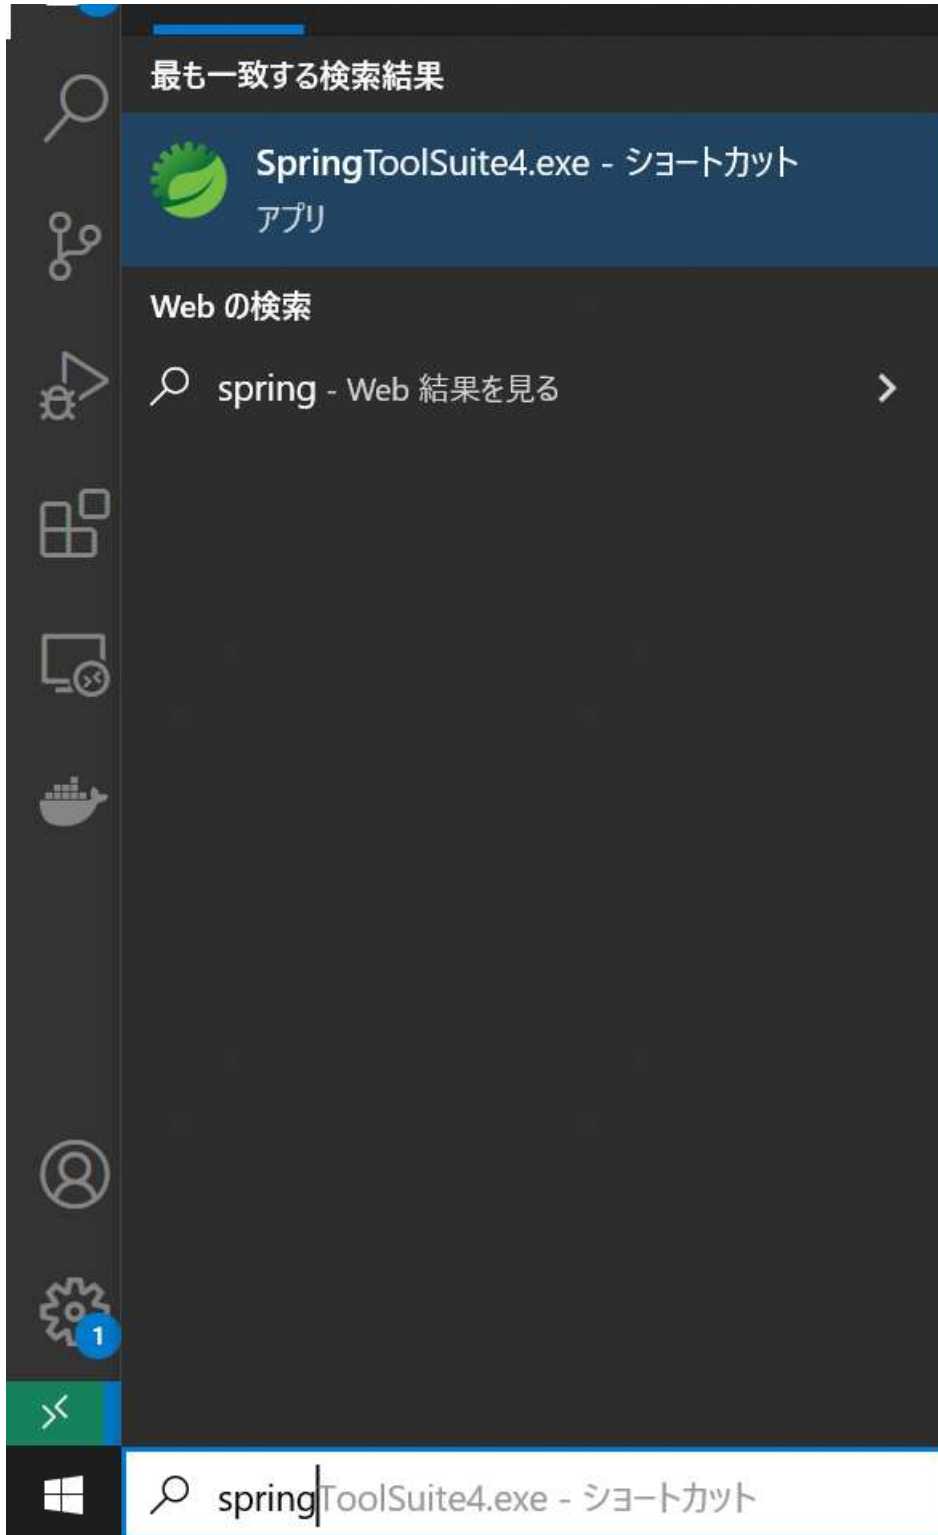 最も一致する検索結果
SpringToolSuite4.exe - ショートカット
アプリ
Web の検索
spring - Web 結果を見る
1
springToolSuite4.exe - ショートカット